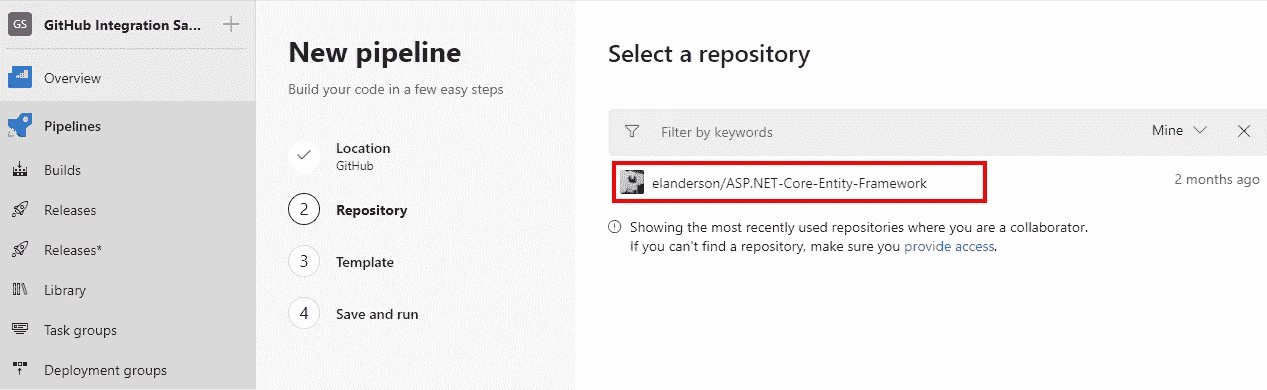 GS GitHub Integration Sa...
Overview
Pipelines
Builds
Releases
Releases*
Library
Task groups
Deployment groups
New pipeline
Build your code in a few easy steps
Location
GitHub
2 Repository
3 Template
4 Save and run
Select a repository
Filter by keywords Mine
elanderson/ASP.NET-Core-Entity-Framework 2 months ago
Showing the most recently used repositories where you are a collaborator.
If you can't find a repository, make sure you provide access.